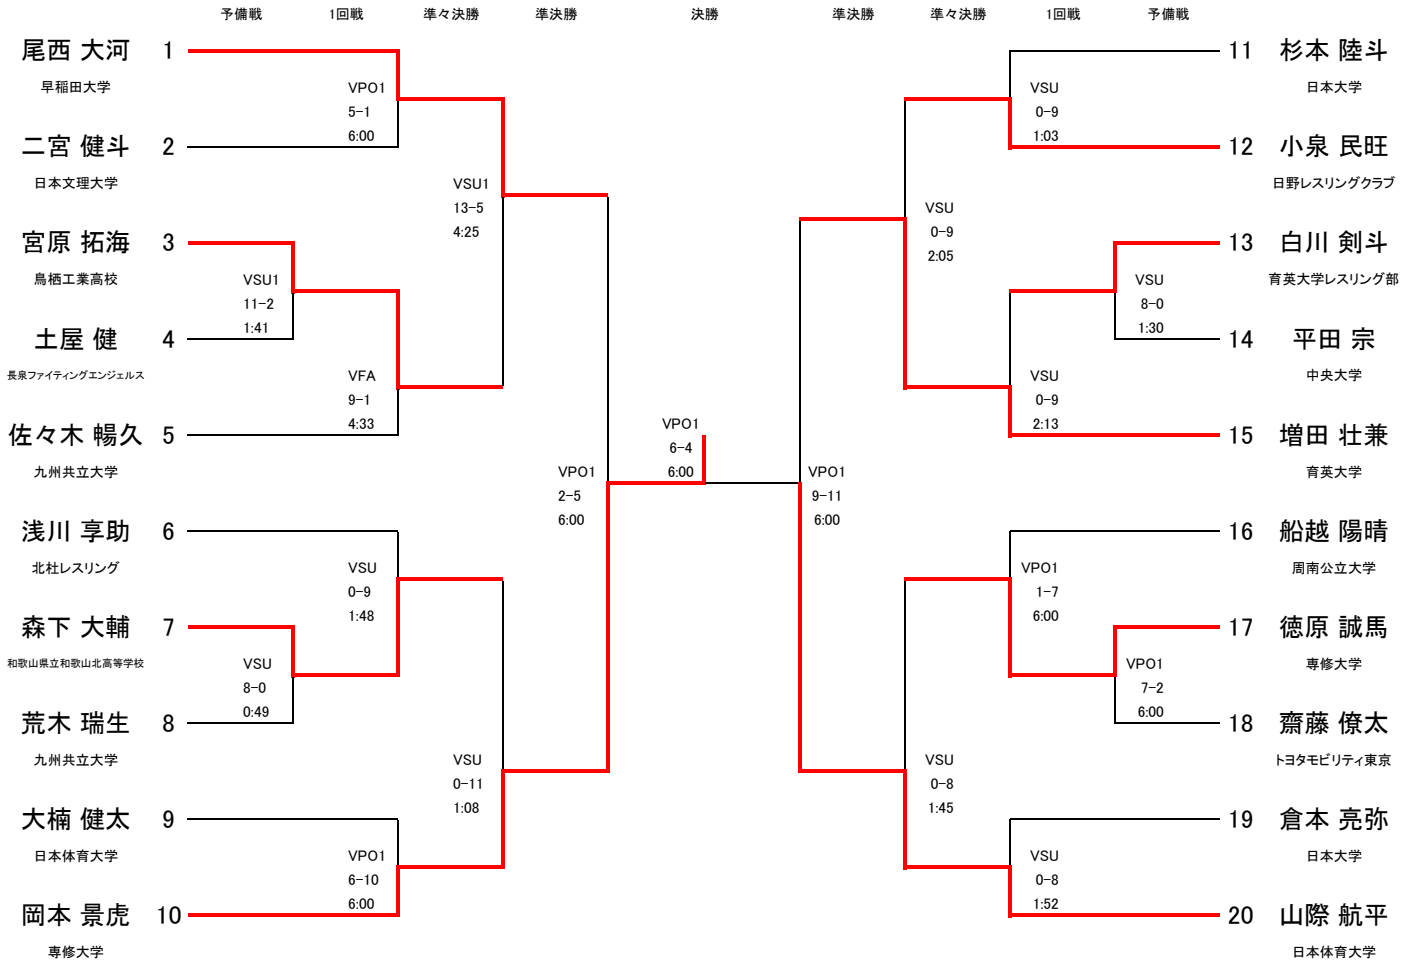 予備戦 1回戦 準々決勝 準決勝 決勝 準決勝 準々決勝 1回戦 予備戦
尾西 大河 1
早稲田大学
VPO1
5-1
6:00
二宮 健斗 2
日本文理大学
VSU1
13-5
4:25
宮原 拓海 3
鳥栖工業高校
VSU1
11-2
1:41
土屋 健 4
長泉ファイティングエンジェルス
VFA
9-1
4:33
佐々木 暢久 5
九州共立大学
VPO1
2-5
6:00
浅川 享助 6
北杜レスリング
VSU
0-9
1:48
森下 大輔 7
和歌山県立和歌山北高等学校
VSU
8-0
0:49
荒木 瑞生 8
九州共立大学
VSU
0-11
1:08
大楠 健太 9
日本体育大学
VPO1
6-10
6:00
岡本 景虎 10
専修大学
VPO1
6-4
6:00
11 杉本 陸斗
日本大学
VSU
0-9
1:03
12 小泉 民旺
日野レスリングクラブ
VSU
0-9
2:05
13 白川 剣斗
育英大学レスリング部
VSU
8-0
1:30
14 平田 宗
中央大学
VSU
0-9
2:13
15 増田 壮兼
育英大学
VPO1
9-11
6:00
16 船越 陽晴
周南公立大学
VPO1
1-7
6:00
17 徳原 誠馬
専修大学
VPO1
7-2
6:00
18 齋藤 僚太
トヨタモビリティ東京
VSU
0-8
1:45
19 倉本 亮弥
日本大学
VSU
0-8
1:52
20 山際 航平
日本体育大学